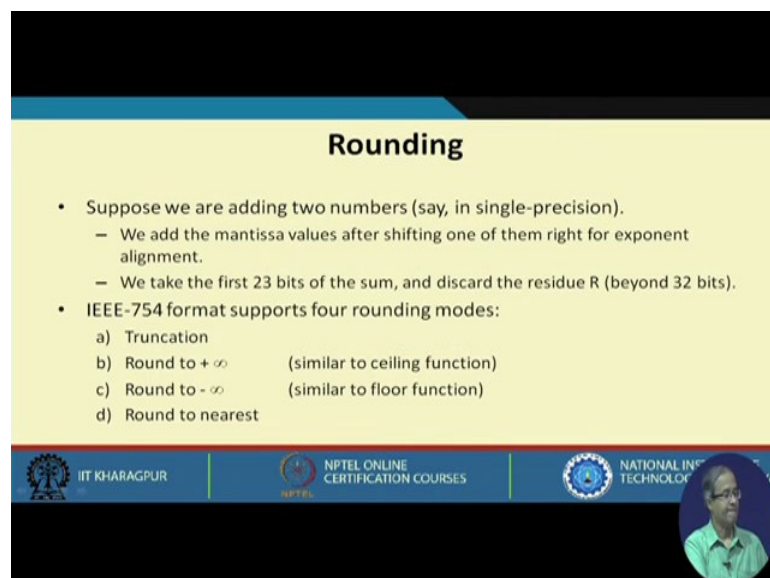 Rounding
• Suppose we are adding two numbers (say, in single-precision).
– We add the mantissa values after shifting one of them right for exponent
alignment.
– We take the first 23 bits of the sum, and discard the residue R (beyond 32 bits).
• IEEE-754 format supports four rounding modes:
a) Truncation
b) Round to + ∞ (similar to ceiling function)
c) Round to - ∞ (similar to floor function)
d) Round to nearest
IIT KHARAGPUR
NPTEL
NPTEL ONLINE
CERTIFICATION COURSES
NATIONAL INS
TECHNOLOG